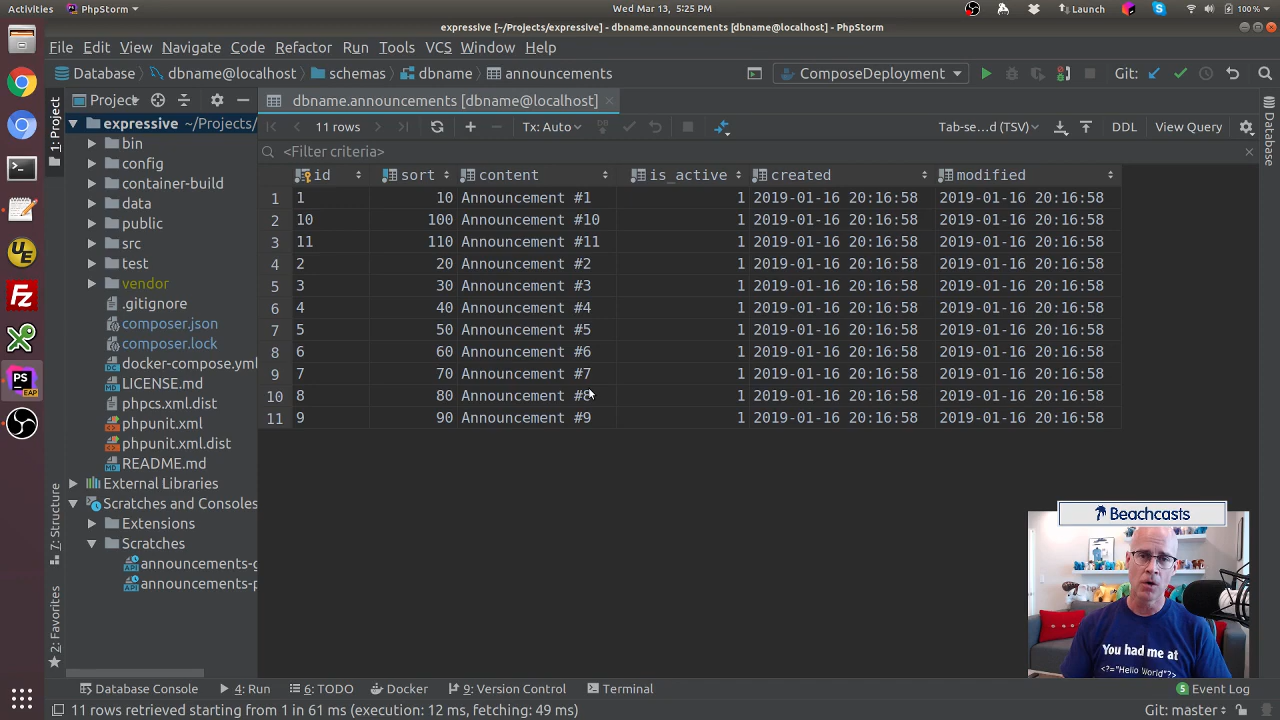 Activities PhpStorm Wed Mar 13, 5:25 PM Launch 100%
expressive [~/Projects/expressive] - dbname.announcements [dbname@localhost] - PhpStorm
File Edit View Navigate Code Refactor Run Tools VCS Window Help
Database dbname@localhost schemas dbname announcements ComposeDeployment Git:
Project dbname.announcements [dbname@localhost]
11 rows Tx: Auto Tab-se...d (TSV) DDL View Query
<Filter criteria>
id sort content is_active created modified
1 1 10 Announcement #1 1 2019-01-16 20:16:58 2019-01-16 20:16:58
2 10 100 Announcement #10 1 2019-01-16 20:16:58 2019-01-16 20:16:58
3 11 110 Announcement #11 1 2019-01-16 20:16:58 2019-01-16 20:16:58
4 2 20 Announcement #2 1 2019-01-16 20:16:58 2019-01-16 20:16:58
5 3 30 Announcement #3 1 2019-01-16 20:16:58 2019-01-16 20:16:58
6 4 40 Announcement #4 1 2019-01-16 20:16:58 2019-01-16 20:16:58
7 5 50 Announcement #5 1 2019-01-16 20:16:58 2019-01-16 20:16:58
8 6 60 Announcement #6 1 2019-01-16 20:16:58 2019-01-16 20:16:58
9 7 70 Announcement #7 1 2019-01-16 20:16:58 2019-01-16 20:16:58
10 8 80 Announcement #8 1 2019-01-16 20:16:58 2019-01-16 20:16:58
11 9 90 Announcement #9 1 2019-01-16 20:16:58 2019-01-16 20:16:58
1: Project
7: Structure
2: Favorites
Database
expressive ~/Projects/
bin
config
container-build
data
public
src
test
vendor
.gitignore
composer.json
composer.lock
docker-compose.yml
LICENSE.md
phpcs.xml.dist
phpunit.xml
phpunit.xml.dist
README.md
External Libraries
Scratches and Consoles
Extensions
Scratches
announcements-g
announcements-p
Beachcasts
You had me at
<?="Hello World"?>
Database Console 4: Run 6: TODO Docker 9: Version Control Terminal Event Log
11 rows retrieved starting from 1 in 61 ms (execution: 12 ms, fetching: 49 ms) Git: master